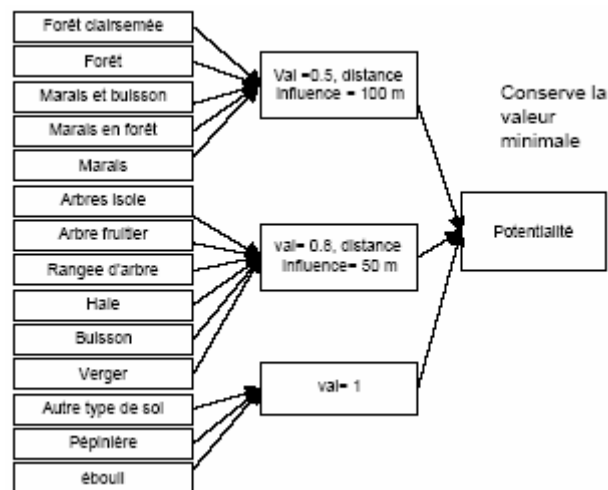 Forêt clairsemée
Forêt
Marais et buisson
Marais en forêt
Marais
Arbres isole
Arbre fruitier
Rangee d'arbre
Haie
Buisson
Verger
Autre type de sol
Pépinière
éboull
Val =0.5, distance
influence = 100 m
val= 0.8, distance
influence= 50 m
val= 1
Conserve la
valeur
minimale
Potentialité